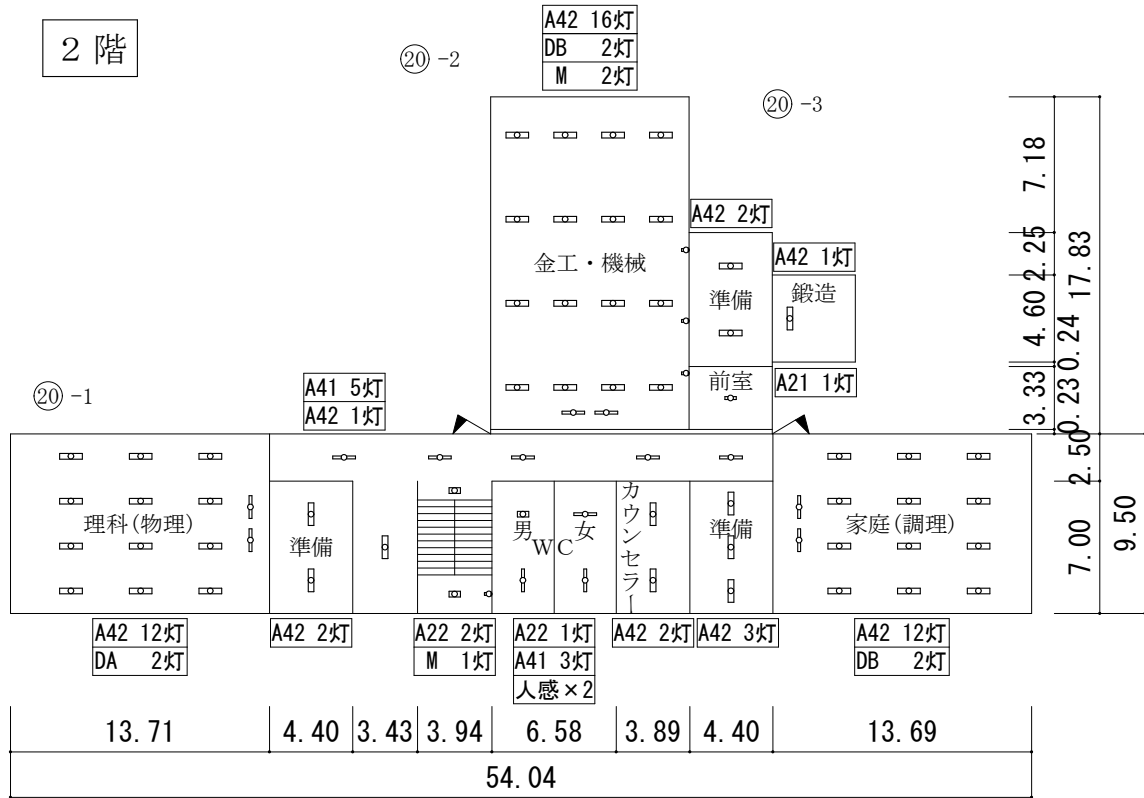 2 階
⑳ -2
A42 16灯
DB 2灯
M 2灯
⑳ -3
A42 2灯
金工・機械
準備
A42 1灯
鍛造
前室
A21 1灯
7.18
2.25
4.60
0.24
3.33
0.23
17.83
⑳ -1
A41 5灯
A42 1灯
2.50
7.00
9.50
理科(物理)
準備
男
女
WC
カウンセラー
準備
家庭(調理)
A42 12灯
DA 2灯
A42 2灯
A22 2灯
M 1灯
A22 1灯
A41 3灯
人感×2
A42 2灯
A42 3灯
A42 12灯
DB 2灯
13.71
4.40
3.43
3.94
6.58
3.89
4.40
13.69
54.04